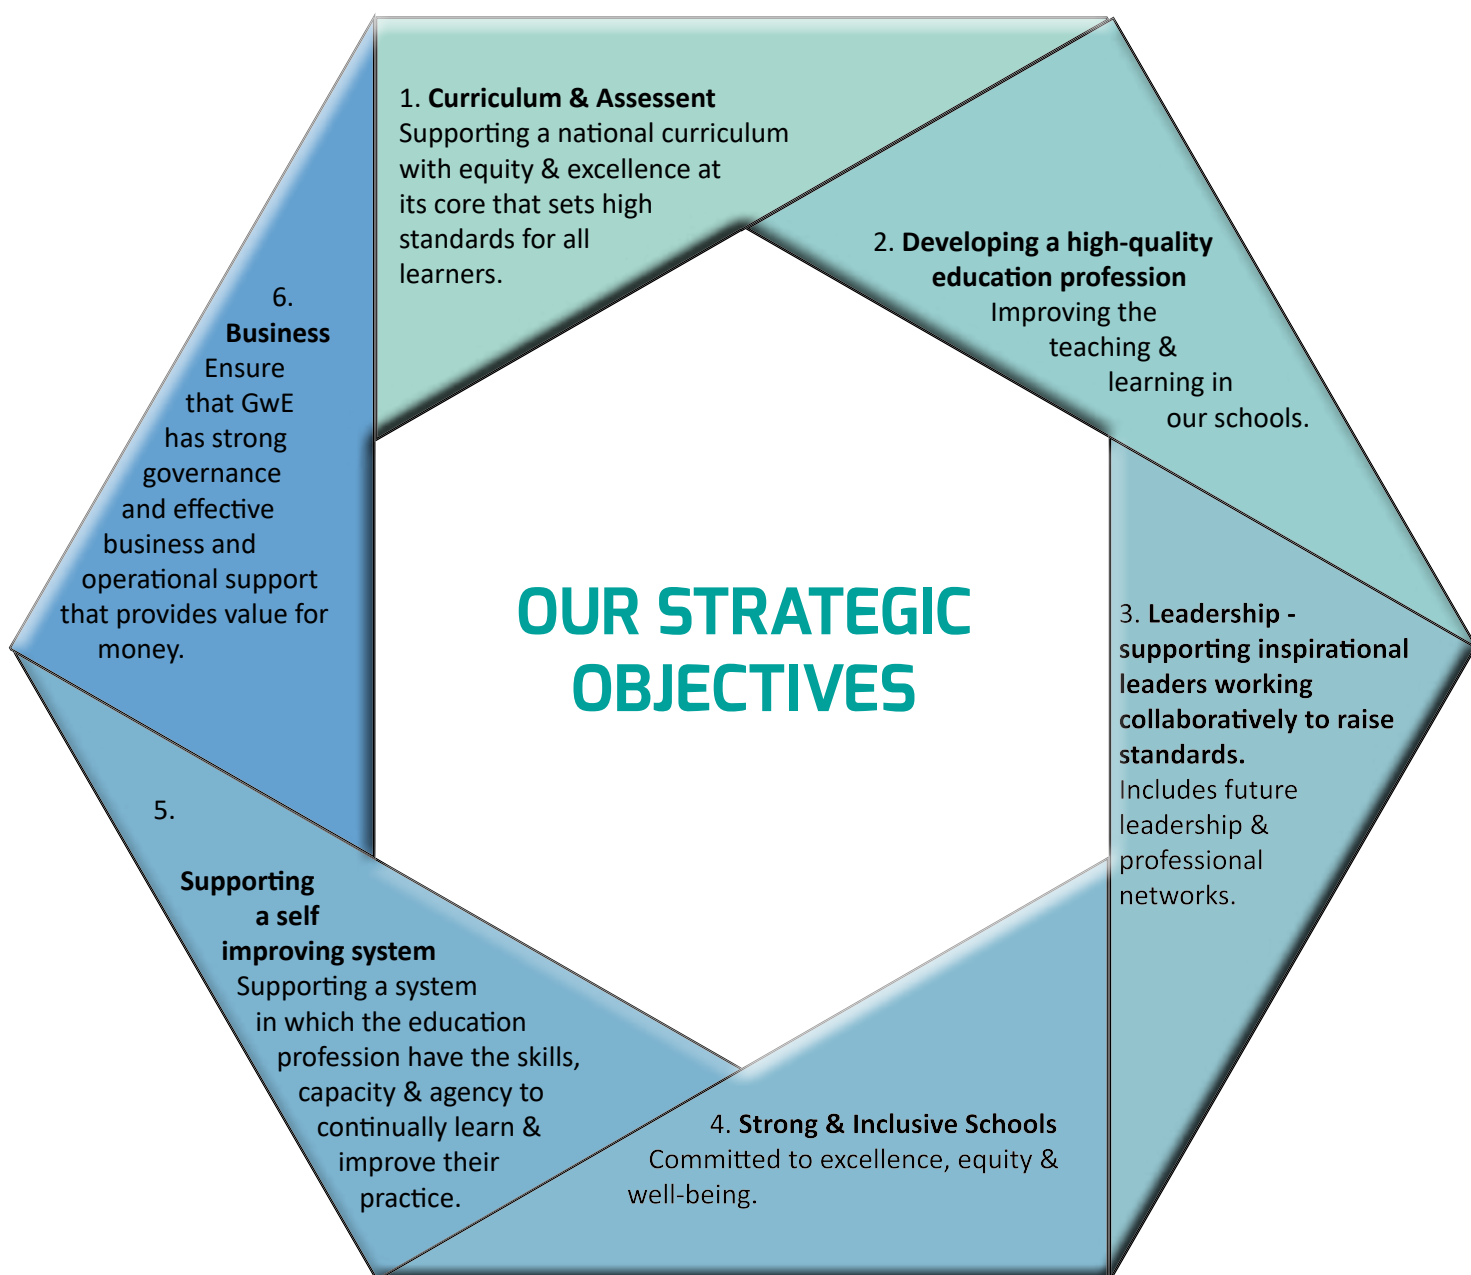 1. Curriculum & Assessent
Supporting a national curriculum
with equity & excellence at
its core that sets high
standards for all
learners.
2. Developing a high-quality
education profession
Improving the
teaching &
learning in
our schools.
3. Leadership -
supporting inspirational
leaders working
collaboratively to raise
standards.
Includes future
leadership &
professional
networks.
4. Strong & Inclusive Schools
Committed to excellence, equity &
well-being.
5.
Supporting
a self
improving system
Supporting a system
in which the education
profession have the skills,
capacity & agency to
continually learn &
improve their
practice.
6.
Business
Ensure
that GwE
has strong
governance
and effective
business and
operational support
that provides value for
money.
OUR STRATEGIC
OBJECTIVES